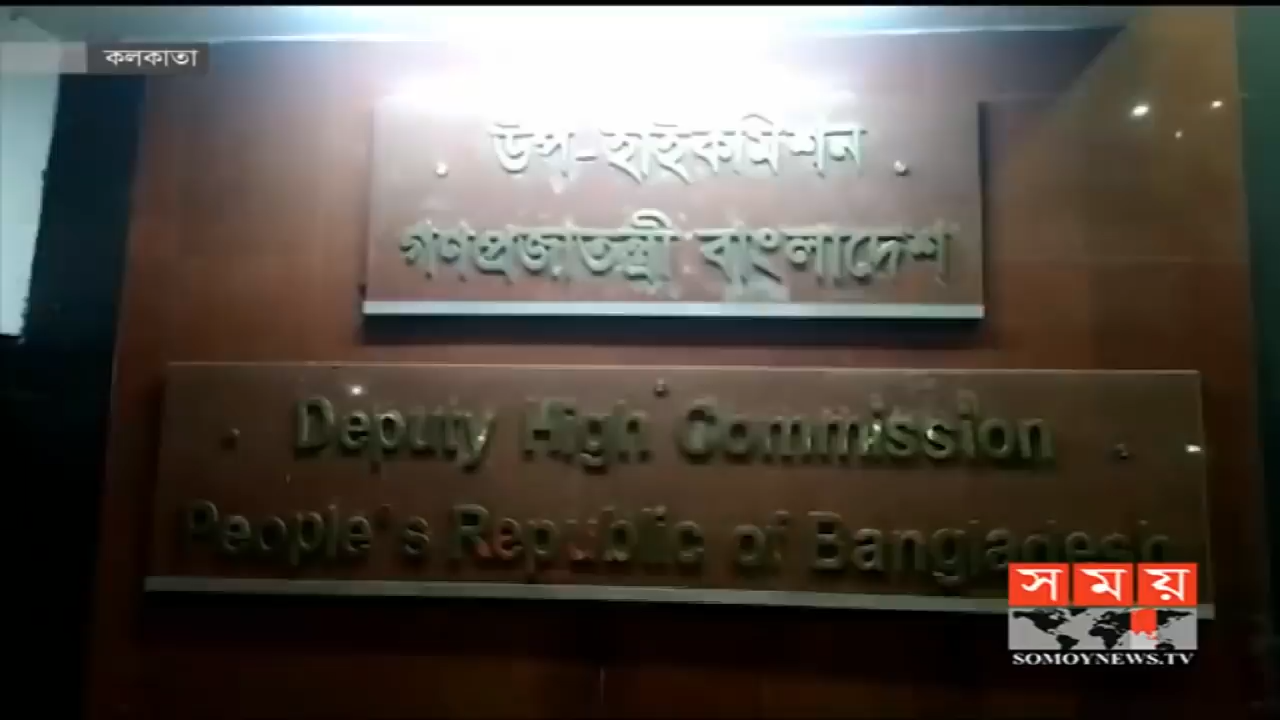 কলকাতা
উপ-হাইকমিশন
গণপ্রজাতন্ত্রী বাংলাদেশ
Deputy High Commission
People's Republic of Bangladesh
সময়
SOMOYNEWS.TV